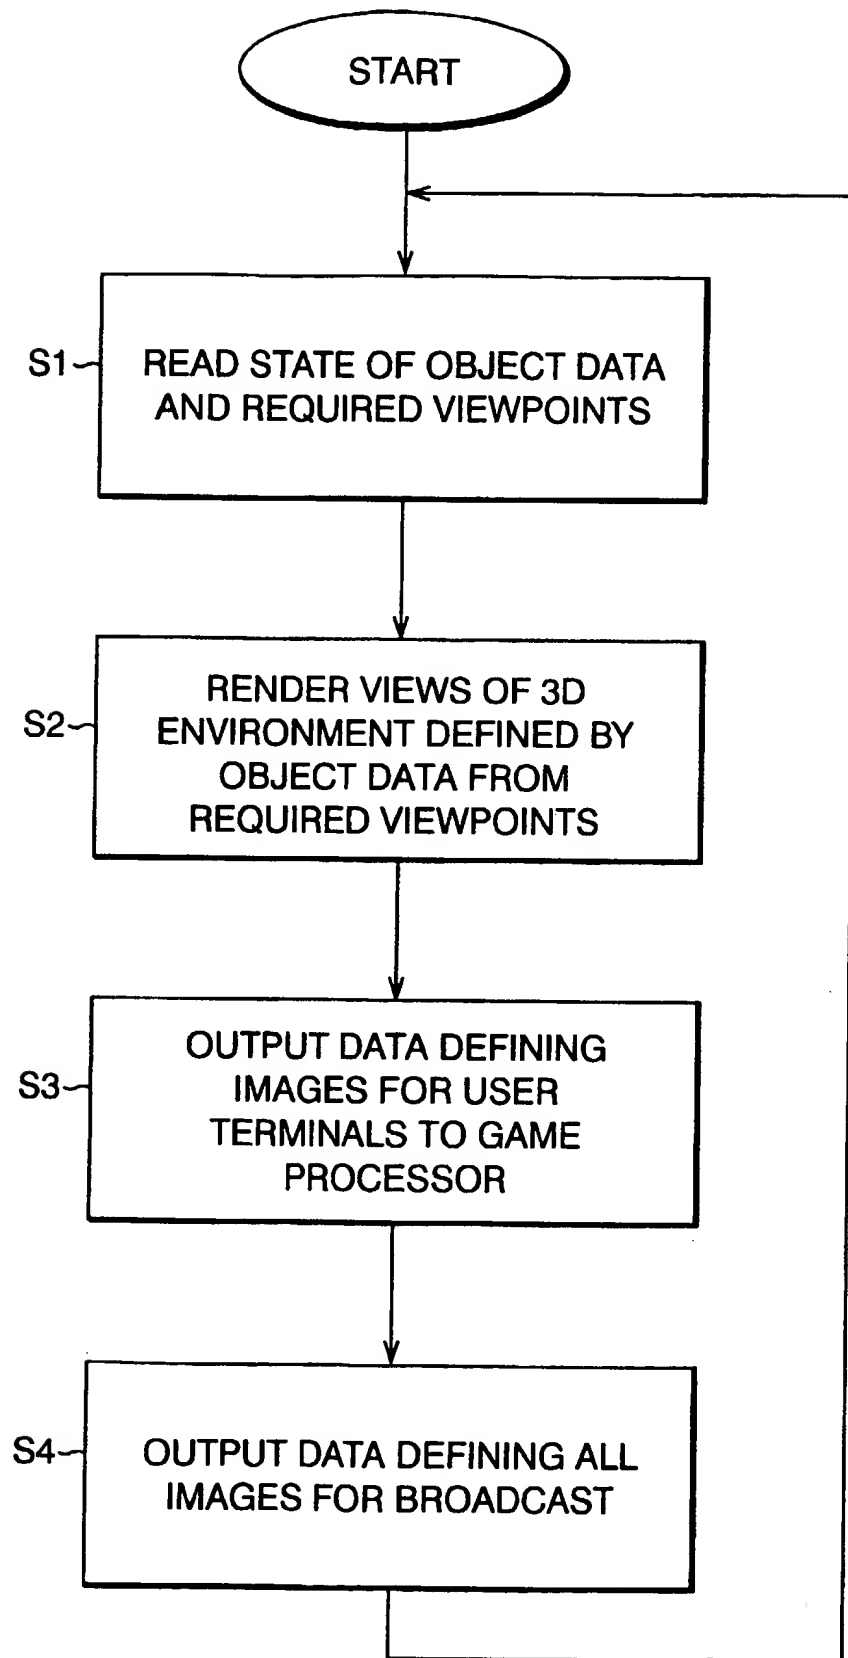 START
S1
READ STATE OF OBJECT DATA
AND REQUIRED VIEWPOINTS
S2
RENDER VIEWS OF 3D
ENVIRONMENT DEFINED BY
OBJECT DATA FROM
REQUIRED VIEWPOINTS
S3
OUTPUT DATA DEFINING
IMAGES FOR USER
TERMINALS TO GAME
PROCESSOR
S4
OUTPUT DATA DEFINING ALL
IMAGES FOR BROADCAST